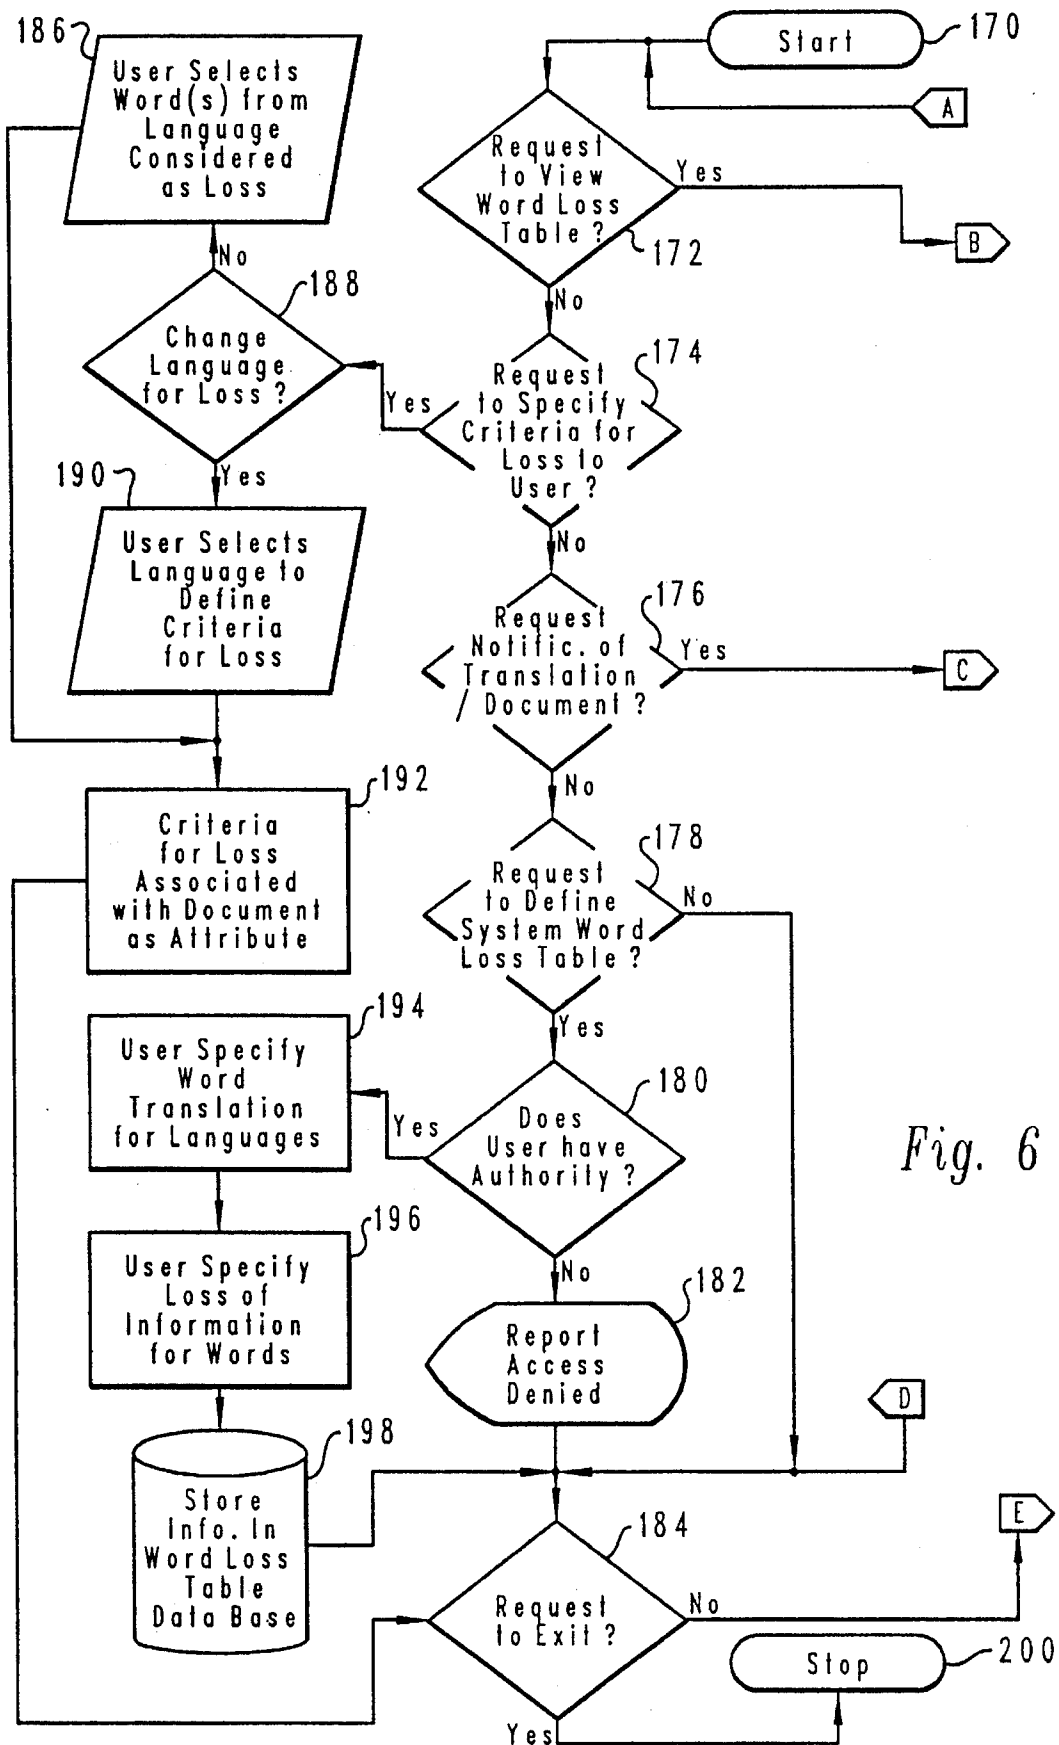 Start
170
A
Request
to View
Word Loss
Table ?
172
Yes
B
No
Request
to Specify
Criteria for
Loss to
User ?
174
Yes
No
Change
Language
for Loss ?
188
No
User Selects
Word(s) from
Language
Considered
as Loss
186
Yes
User Selects
Language to
Define
Criteria
for Loss
190
Criteria
for Loss
Associated
with Document
as Attribute
192
Request
Notific. of
Translation
/ Document ?
176
Yes
C
No
Request
to Define
System Word
Loss Table ?
178
No
Yes
Does
User have
Authority ?
180
Yes
User Specify
Word
Translation
for Languages
194
User Specify
Loss of
Information
for Words
196
Store
Info. In
Word Loss
Table
Data Base
198
No
Report
Access
Denied
182
D
Request
to Exit ?
184
No
E
Yes
Stop
200
Fig. 6